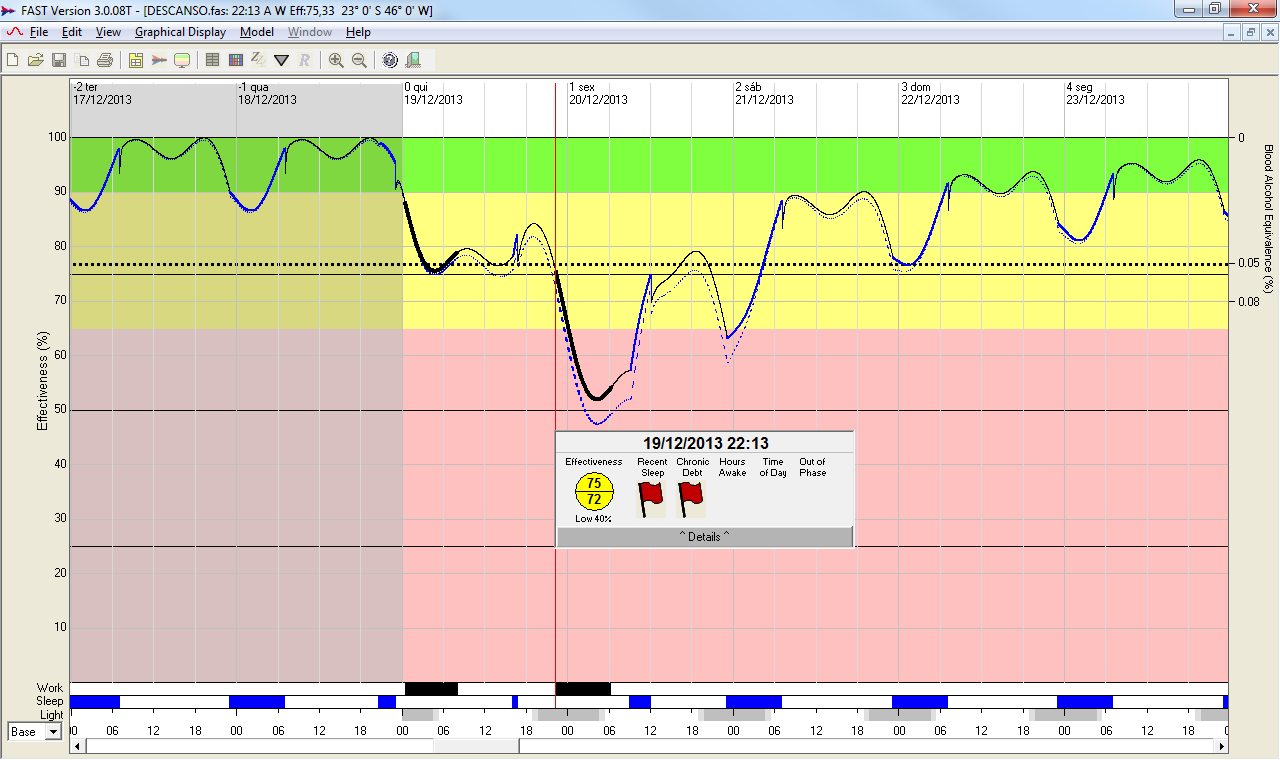 FAST Version 3.0.08T - [DESCANSO.fas: 22:13 A W Eff:75,33  23° 0' S 46° 0' W]
File Edit View Graphical Display Model Window Help
-2 ter -1 qua 0 qui 1 sex 2 sáb 3 dom 4 seg
17/12/2013 18/12/2013 19/12/2013 20/12/2013 21/12/2013 22/12/2013 23/12/2013
100
90
80
70
60
50
40
30
20
10
Effectiveness (%)
0
0.05
0.08
Blood Alcohol Equivalence (%)
19/12/2013 22:13
Effectiveness Recent Sleep Chronic Debt Hours Awake Time of Day Out of Phase
75
72
Low 40%
^ Details ^
Work
Sleep
Light
Base
00 06 12 18 00 06 12 18 00 06 12 18 00 06 12 18 00 06 12 18 00 06 12 18 00 06 12 18